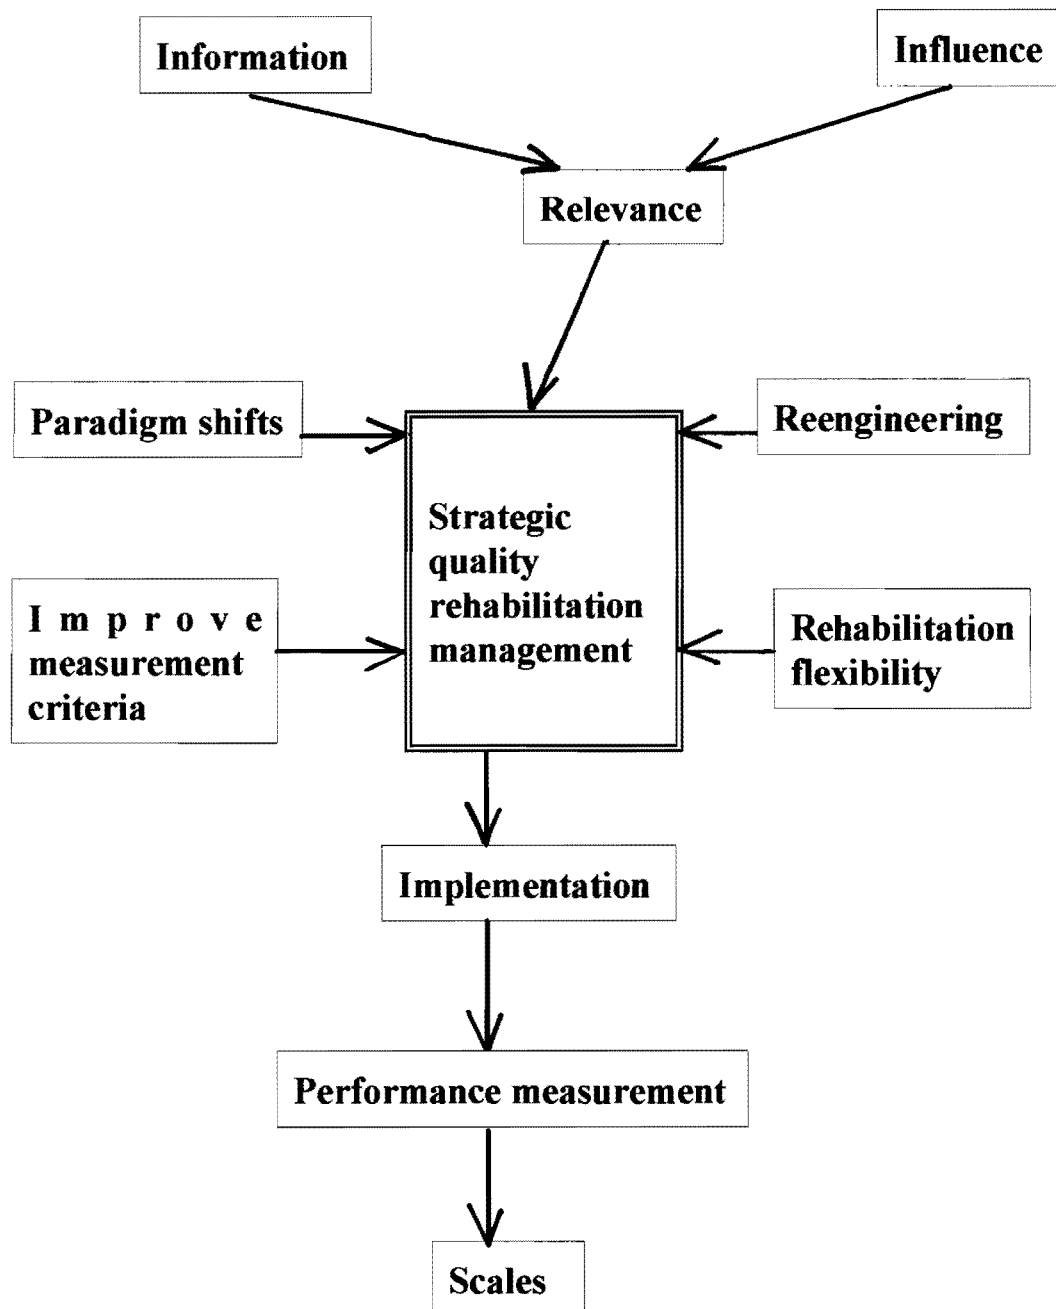 Information
Influence
Relevance
Paradigm shifts
Reengineering
Strategic
quality
rehabilitation
management
I m p r o v e
measurement
criteria
Rehabilitation
flexibility
Implementation
Performance measurement
Scales